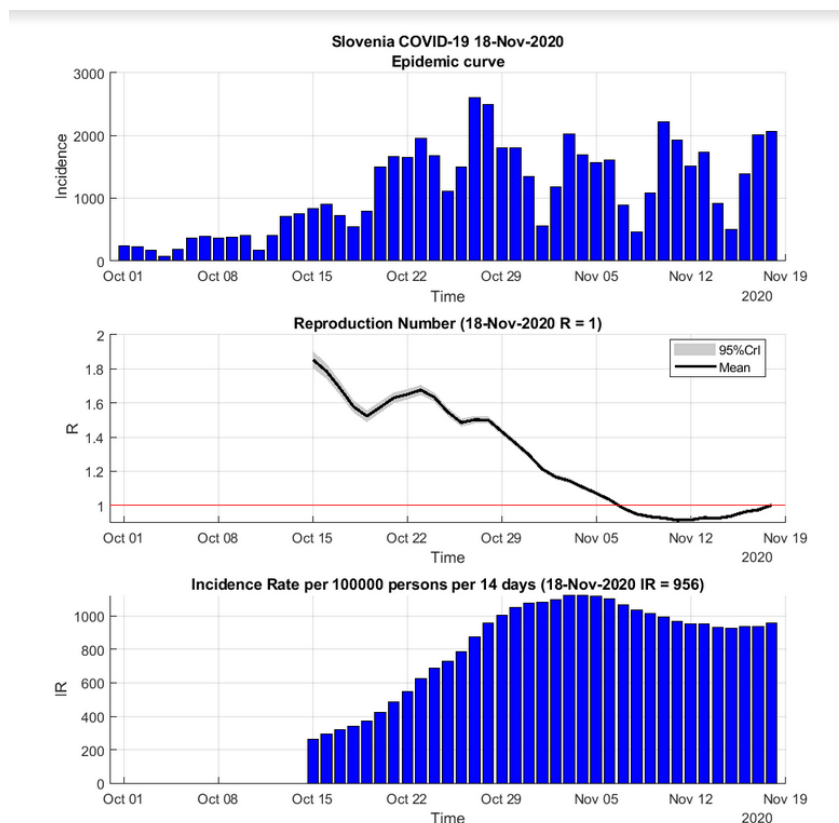 Slovenia COVID-19 18-Nov-2020
Epidemic curve
3000
2000
1000
0
Incidence
Oct 01 Oct 08 Oct 15 Oct 22 Oct 29 Nov 05 Nov 12 Nov 19
Time
2020
Reproduction Number (18-Nov-2020 R = 1)
2
1.8
1.6
1.4
1.2
1
R
95%CrI
Mean
Oct 01 Oct 08 Oct 15 Oct 22 Oct 29 Nov 05 Nov 12 Nov 19
Time
2020
Incidence Rate per 100000 persons per 14 days (18-Nov-2020 IR = 956)
1000
800
600
400
200
0
IR
Oct 01 Oct 08 Oct 15 Oct 22 Oct 29 Nov 05 Nov 12 Nov 19
Time
2020